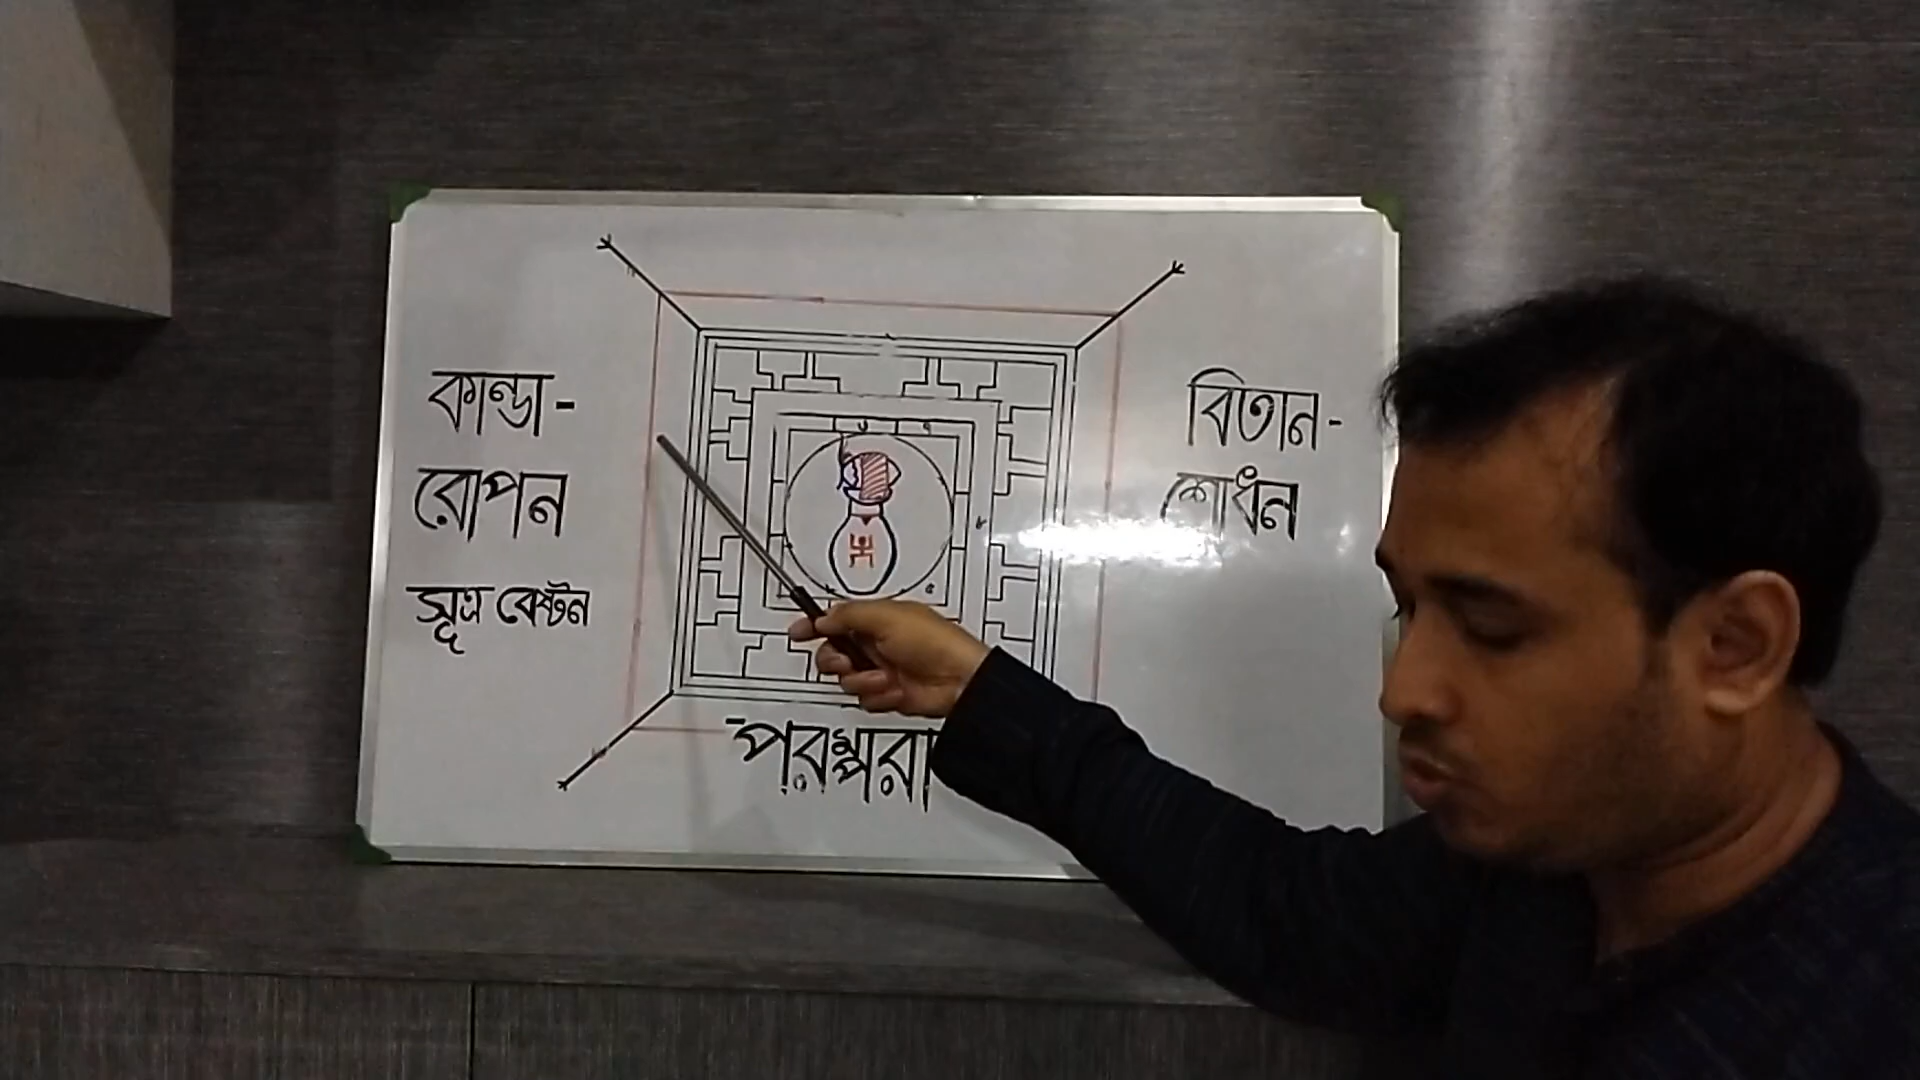 কান্ডা-
রোপন
সূত্র বেষ্টন
বিতান-
শোধন
-পরম্পরা